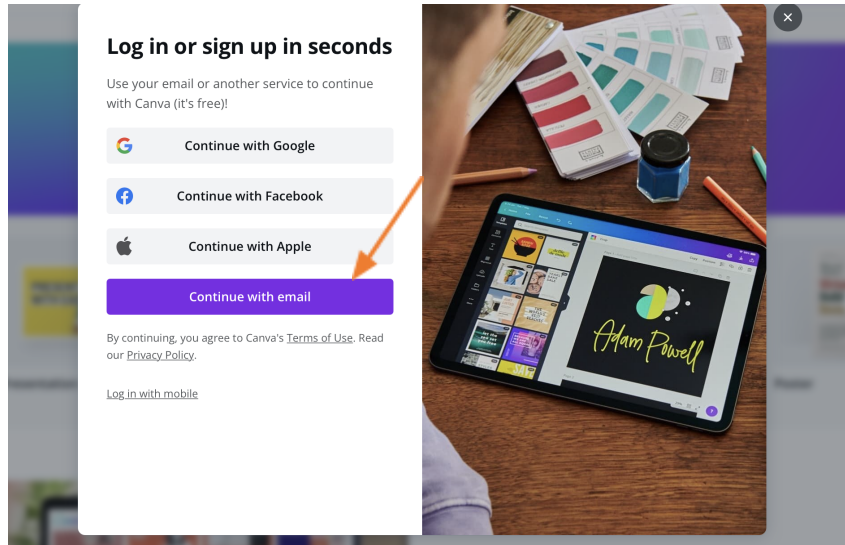 Log in or sign up in seconds
Use your email or another service to continue
with Canva (it's free)!
Continue with Google
Continue with Facebook
Continue with Apple
Continue with email
By continuing, you agree to Canva's Terms of Use. Read
our Privacy Policy.
Log in with mobile
Adam Powell
Poster